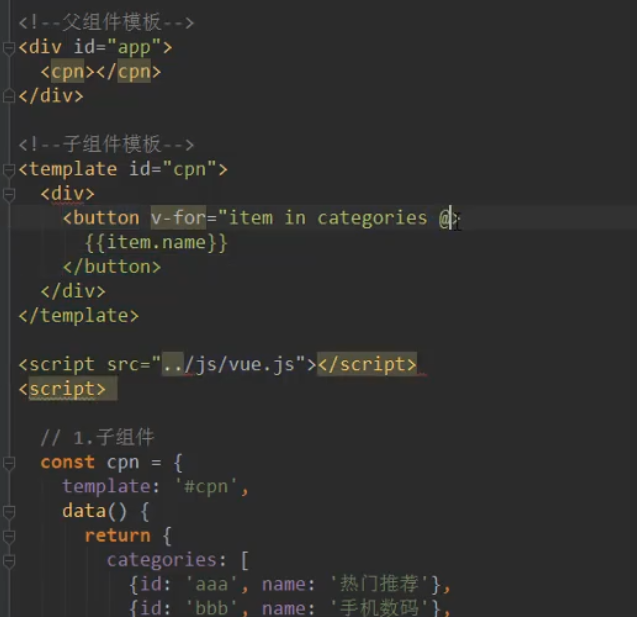 <!--父组件模板-->
<div id="app">
<cpn></cpn>
</div>
<!--子组件模板-->
<template id="cpn">
<div>
<button v-for="item in categories @>
{{item.name}}
</button>
</div>
</template>
<script src="../js/vue.js"></script>
<script>
// 1.子组件
const cpn = {
template: '#cpn',
data() {
return {
categories: [
{id: 'aaa', name: '热门推荐'},
{id: 'bbb', name: '手机数码'},